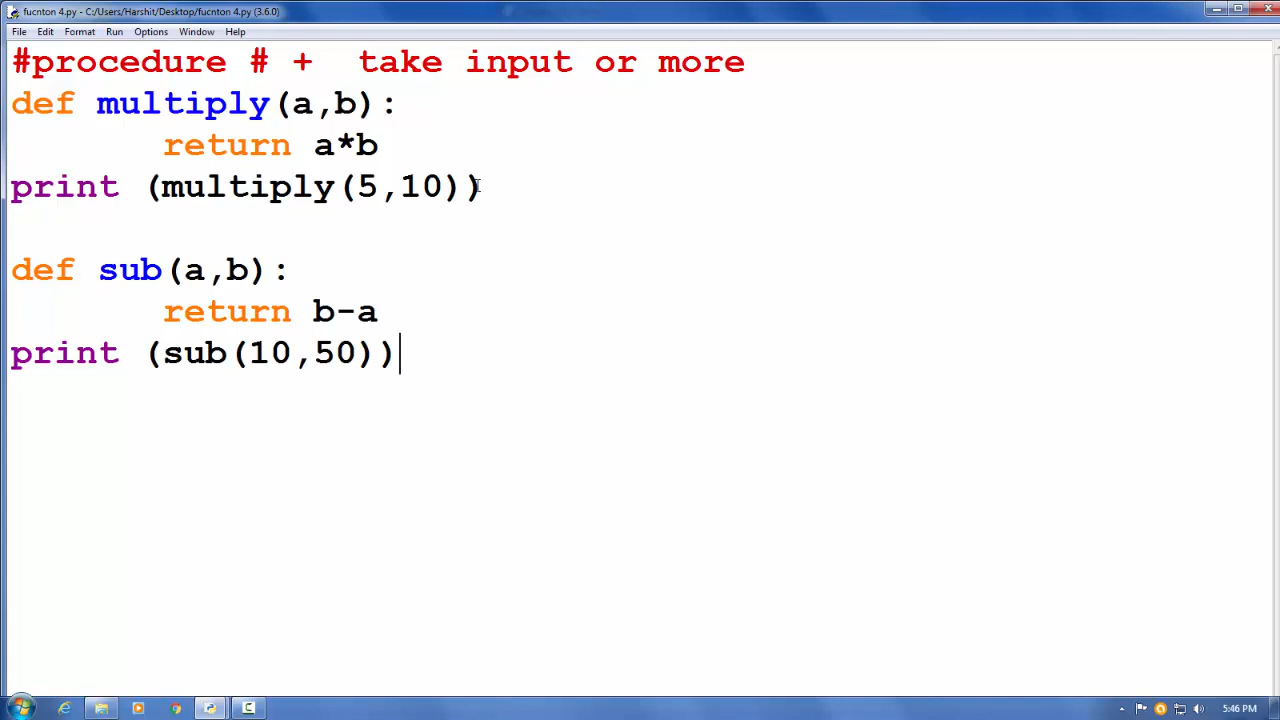 fucnton 4.py - C:/Users/Harshit/Desktop/fucnton 4.py (3.6.0)
File Edit Format Run Options Window Help
#procedure # +  take input or more
def multiply(a,b):
return a*b
print (multiply(5,10))
def sub(a,b):
return b-a
print (sub(10,50))
5:46 PM